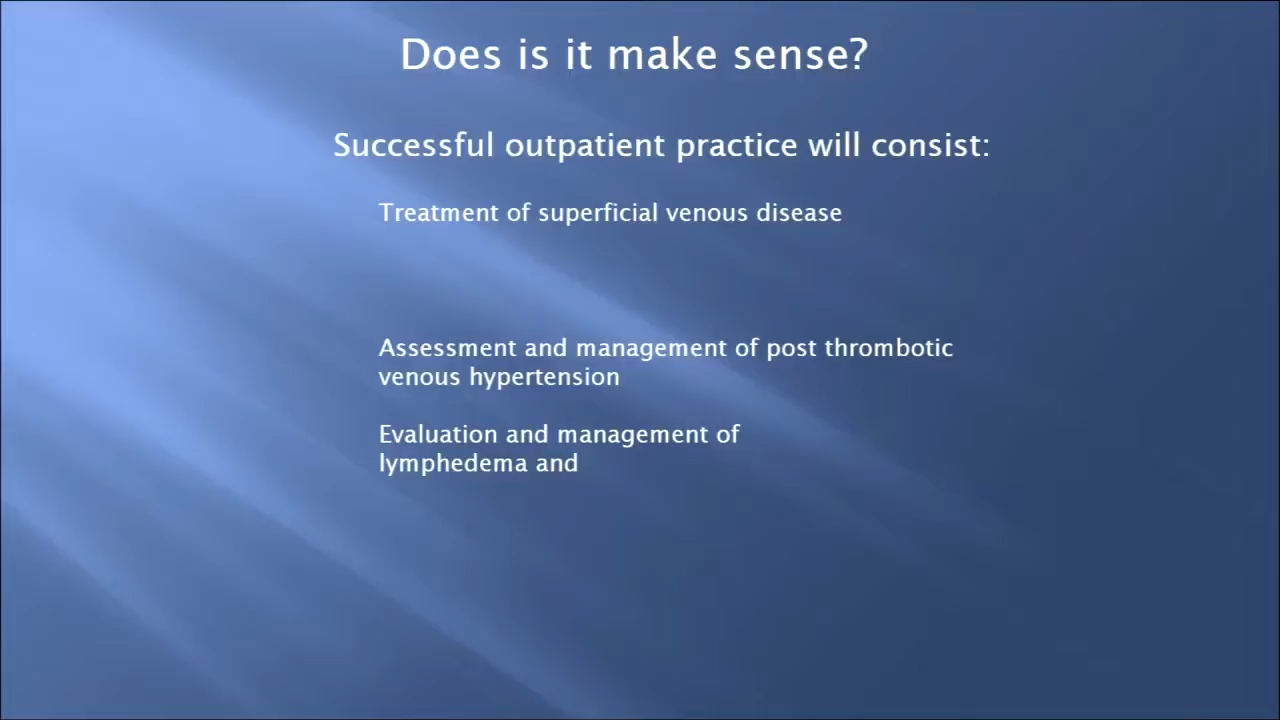 Does is it make sense?
Successful outpatient practice will consist:
Treatment of superficial venous disease
Assessment and management of post thrombotic
venous hypertension
Evaluation and management of
lymphedema and